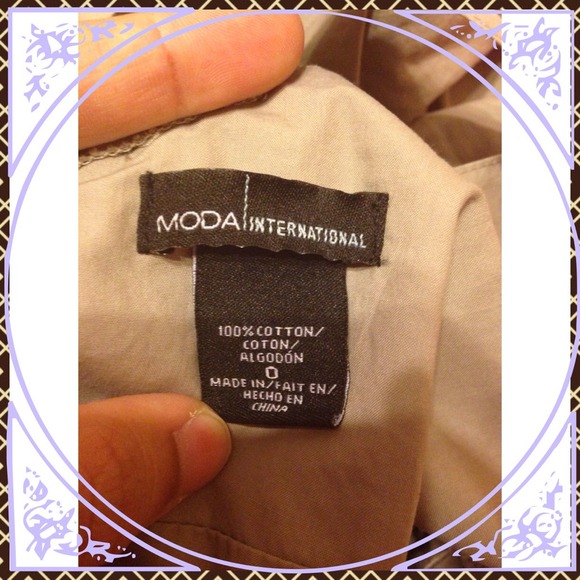 MODA INTERNATIONAL
100% COTTON/
COTON/
ALGODÓN
0
MADE IN/FAIT EN/
HECHO EN
CHINA